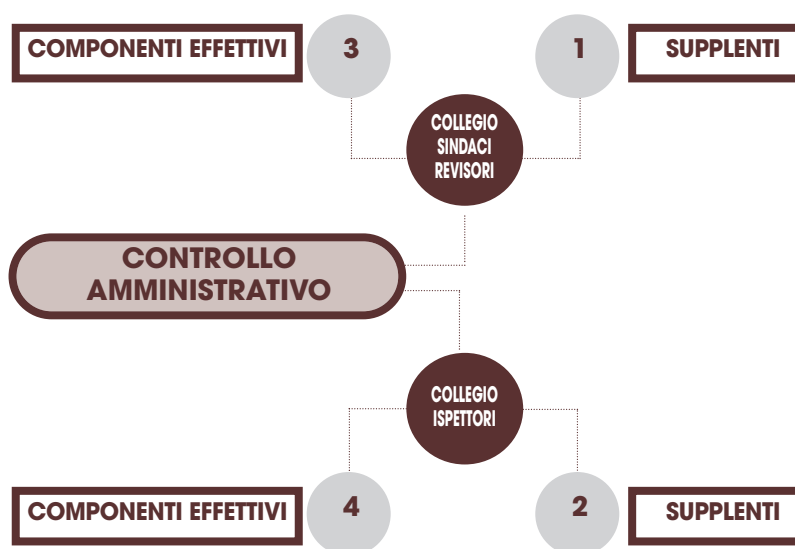 COMPONENTI EFFETTIVI 3 1 SUPPLENTI
COLLEGIO
SINDACI
REVISORI
CONTROLLO
AMMINISTRATIVO
COLLEGIO
ISPETTORI
COMPONENTI EFFETTIVI 4 2 SUPPLENTI